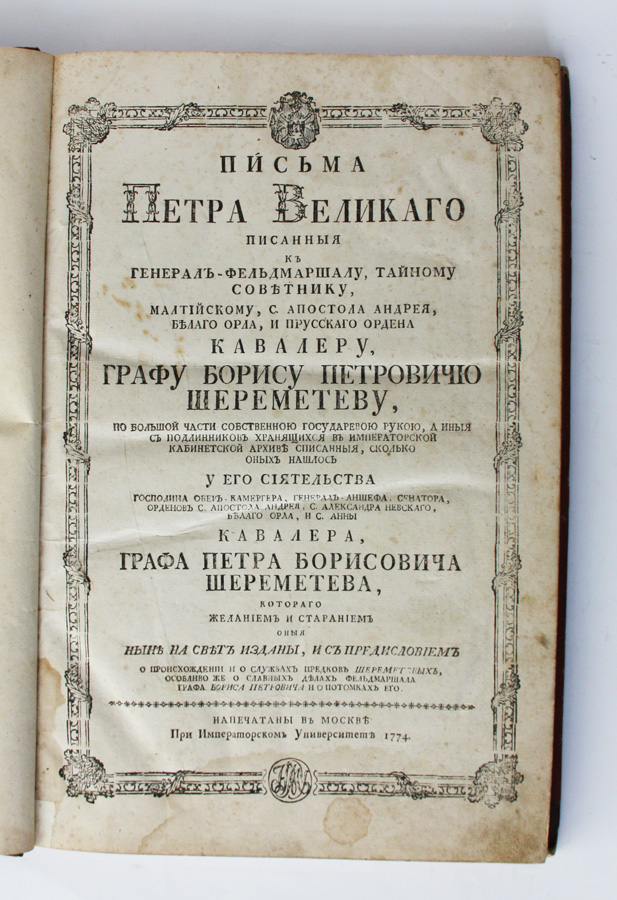 ПИСЬМА
ПЕТРА ВЕЛИКАГО
ПИСАННЫЯ
КЪ
ГЕНЕРАЛЪ-ФЕЛЬДМАРШАЛУ, ТАЙНОМУ
СОВѢТНИКУ,
МАЛТІЙСКОМУ, С. АПОСТОЛА АНДРЕЯ,
БѢЛАГО ОРЛА, И ПРУССКАГО ОРДЕНА
КАВАЛЕРУ,
ГРАФУ БОРИСУ ПЕТРОВИЧЮ
ШЕРЕМЕТЕВУ,
ПО БОЛЬШОЙ ЧАСТИ СОБСТВЕННОЮ ГОСУДАРЕВОЮ РУКОЮ, А ИНЫЯ
СЪ ПОДЛИННИКОВЪ ХРАНЯЩИХСЯ ВЪ ИМПЕРАТОРСКОЙ
КАБИНЕТСКОЙ АРХИВѢ СПИСАННЫЯ, СКОЛЬКО
ОНЫХЪ НАШЛОСЬ
У ЕГО СІЯТЕЛЬСТВА
ГОСПОДИНА ОБЕРЪ-КАМЕРГЕРА, ГЕНЕРАЛЪ-АНШЕФА, СЕНАТОРА,
ОРДЕНОВЪ С. АПОСТОЛА АНДРЕЯ, С. АЛЕКСАНДРА НЕВСКАГО,
БѢЛАГО ОРЛА, И С. АННЫ
КАВАЛЕРА,
ГРАФА ПЕТРА БОРИСОВИЧА
ШЕРЕМЕТЕВА,
КОТОРАГО
ЖЕЛАНІЕМЪ И СТАРАНІЕМЪ
ОНЫЯ
НЫНѢ НА СВѢТЪ ИЗДАНЫ, И СЪ ПРЕДИСЛОВІЕМЪ
О ПРОИСХОЖДЕНІИ И О СЛУЖБАХЪ ПРЕДКОВЪ ШЕРЕМЕТЕВЫХЪ,
ОСОБЛИВО ЖЕ О СЛАВНЫХЪ ДѢЛАХЪ ФЕЛЬДМАРШАЛА
ГРАФА БОРИСА ПЕТРОВИЧА И О ПОТОМКАХЪ ЕГО.
НАПЕЧАТАНЫ ВЪ МОСКВѢ
При Императорскомъ Университетѣ 1774.